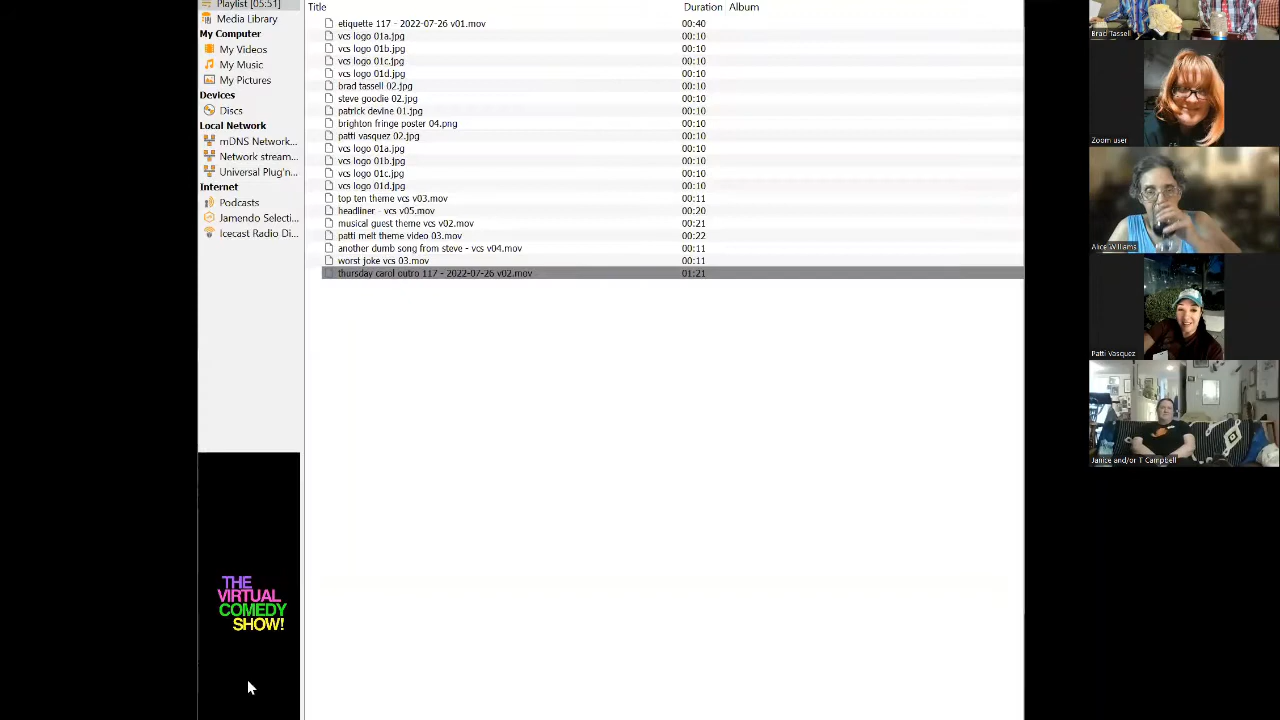 Playlist [05:51]
Media Library
My Computer
My Videos
My Music
My Pictures
Devices
Discs
Local Network
mDNS Network...
Network stream...
Universal Plug'n...
Internet
Podcasts
Jamendo Selecti...
Icecast Radio Di...
THE
VIRTUAL
COMEDY
SHOW!
Title Duration Album
etiquette 117 - 2022-07-26 v01.mov 00:40
vcs logo 01a.jpg 00:10
vcs logo 01b.jpg 00:10
vcs logo 01c.jpg 00:10
vcs logo 01d.jpg 00:10
brad tassell 02.jpg 00:10
steve goodie 02.jpg 00:10
patrick devine 01.jpg 00:10
brighton fringe poster 04.png 00:10
patti vasquez 02.jpg 00:10
vcs logo 01a.jpg 00:10
vcs logo 01b.jpg 00:10
vcs logo 01c.jpg 00:10
vcs logo 01d.jpg 00:10
top ten theme vcs v03.mov 00:11
headliner - vcs v05.mov 00:20
musical guest theme vcs v02.mov 00:21
patti melt theme video 03.mov 00:22
another dumb song from steve - vcs v04.mov 00:11
worst joke vcs 03.mov 00:11
thursday carol outro 117 - 2022-07-26 v02.mov 01:21
Brad Tassell
Zoom user
Alice Williams
Patti Vasquez
Janice and/or T Campbell